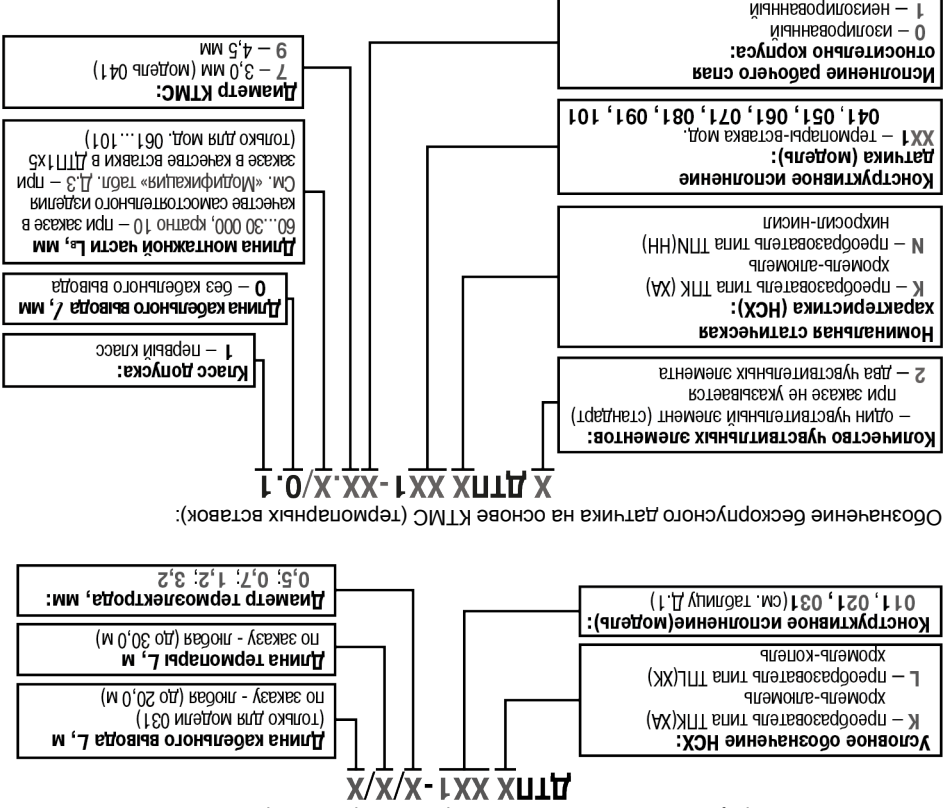 ДТПХ XX1-X/X/X
Условное обозначение НСХ:
К – преобразователь типа ТПК(ХА)
хромель-алюмель
L – преобразователь типа ТПL(ХК)
хромель-копель
Конструктивное исполнение(модель):
011, 021, 031(см. таблицу Д.1)
Длина кабельного вывода L, м
(только для модели 031)
по заказу - любая (до 20,0 м)
Длина термопары L, м
по заказу - любая (до 30,0 м)
Диаметр термоэлектрода, мм:
0,5; 0,7; 1,2; 3,2
Обозначение бескорпусного датчика на основе КТМС (термопарных вставок):
X ДТПХ XX1-XX.X/0.1
Количество чувствитльных элементов:
– один чувствительный элемент (стандарт)
при заказе не указывается
2 – два чувствительных элемента
Номинальная статическая
характеристика (НСХ):
К – преобразователь типа ТПК (ХА)
хромель-алюмель
N – преобразователь типа ТПN(НН)
никросил-нисил
Конструктивное исполнение
датчика (модель):
XX1 – термопары-вставка мод.
041, 051, 061, 071, 081, 091, 101
Исполнение рабочего спая
относительно корпуса:
0 – изолированный
1 – неизолированный
Класс допуска:
1 – первый класс
Длина кабельного вывода l, мм
0 – без кабельного вывода
Длина монтажной части Lв, мм
60...30 000, кратно 10 – при заказе в
качестве самостоятельного изделия
См. «Модификация» табл. Д.3 – при
заказе в качестве вставки в ДТП1х5
(только для мод. 061...101)
Диаметр КТМС:
7 – 3,0 мм (модель 041)
9 – 4,5 мм